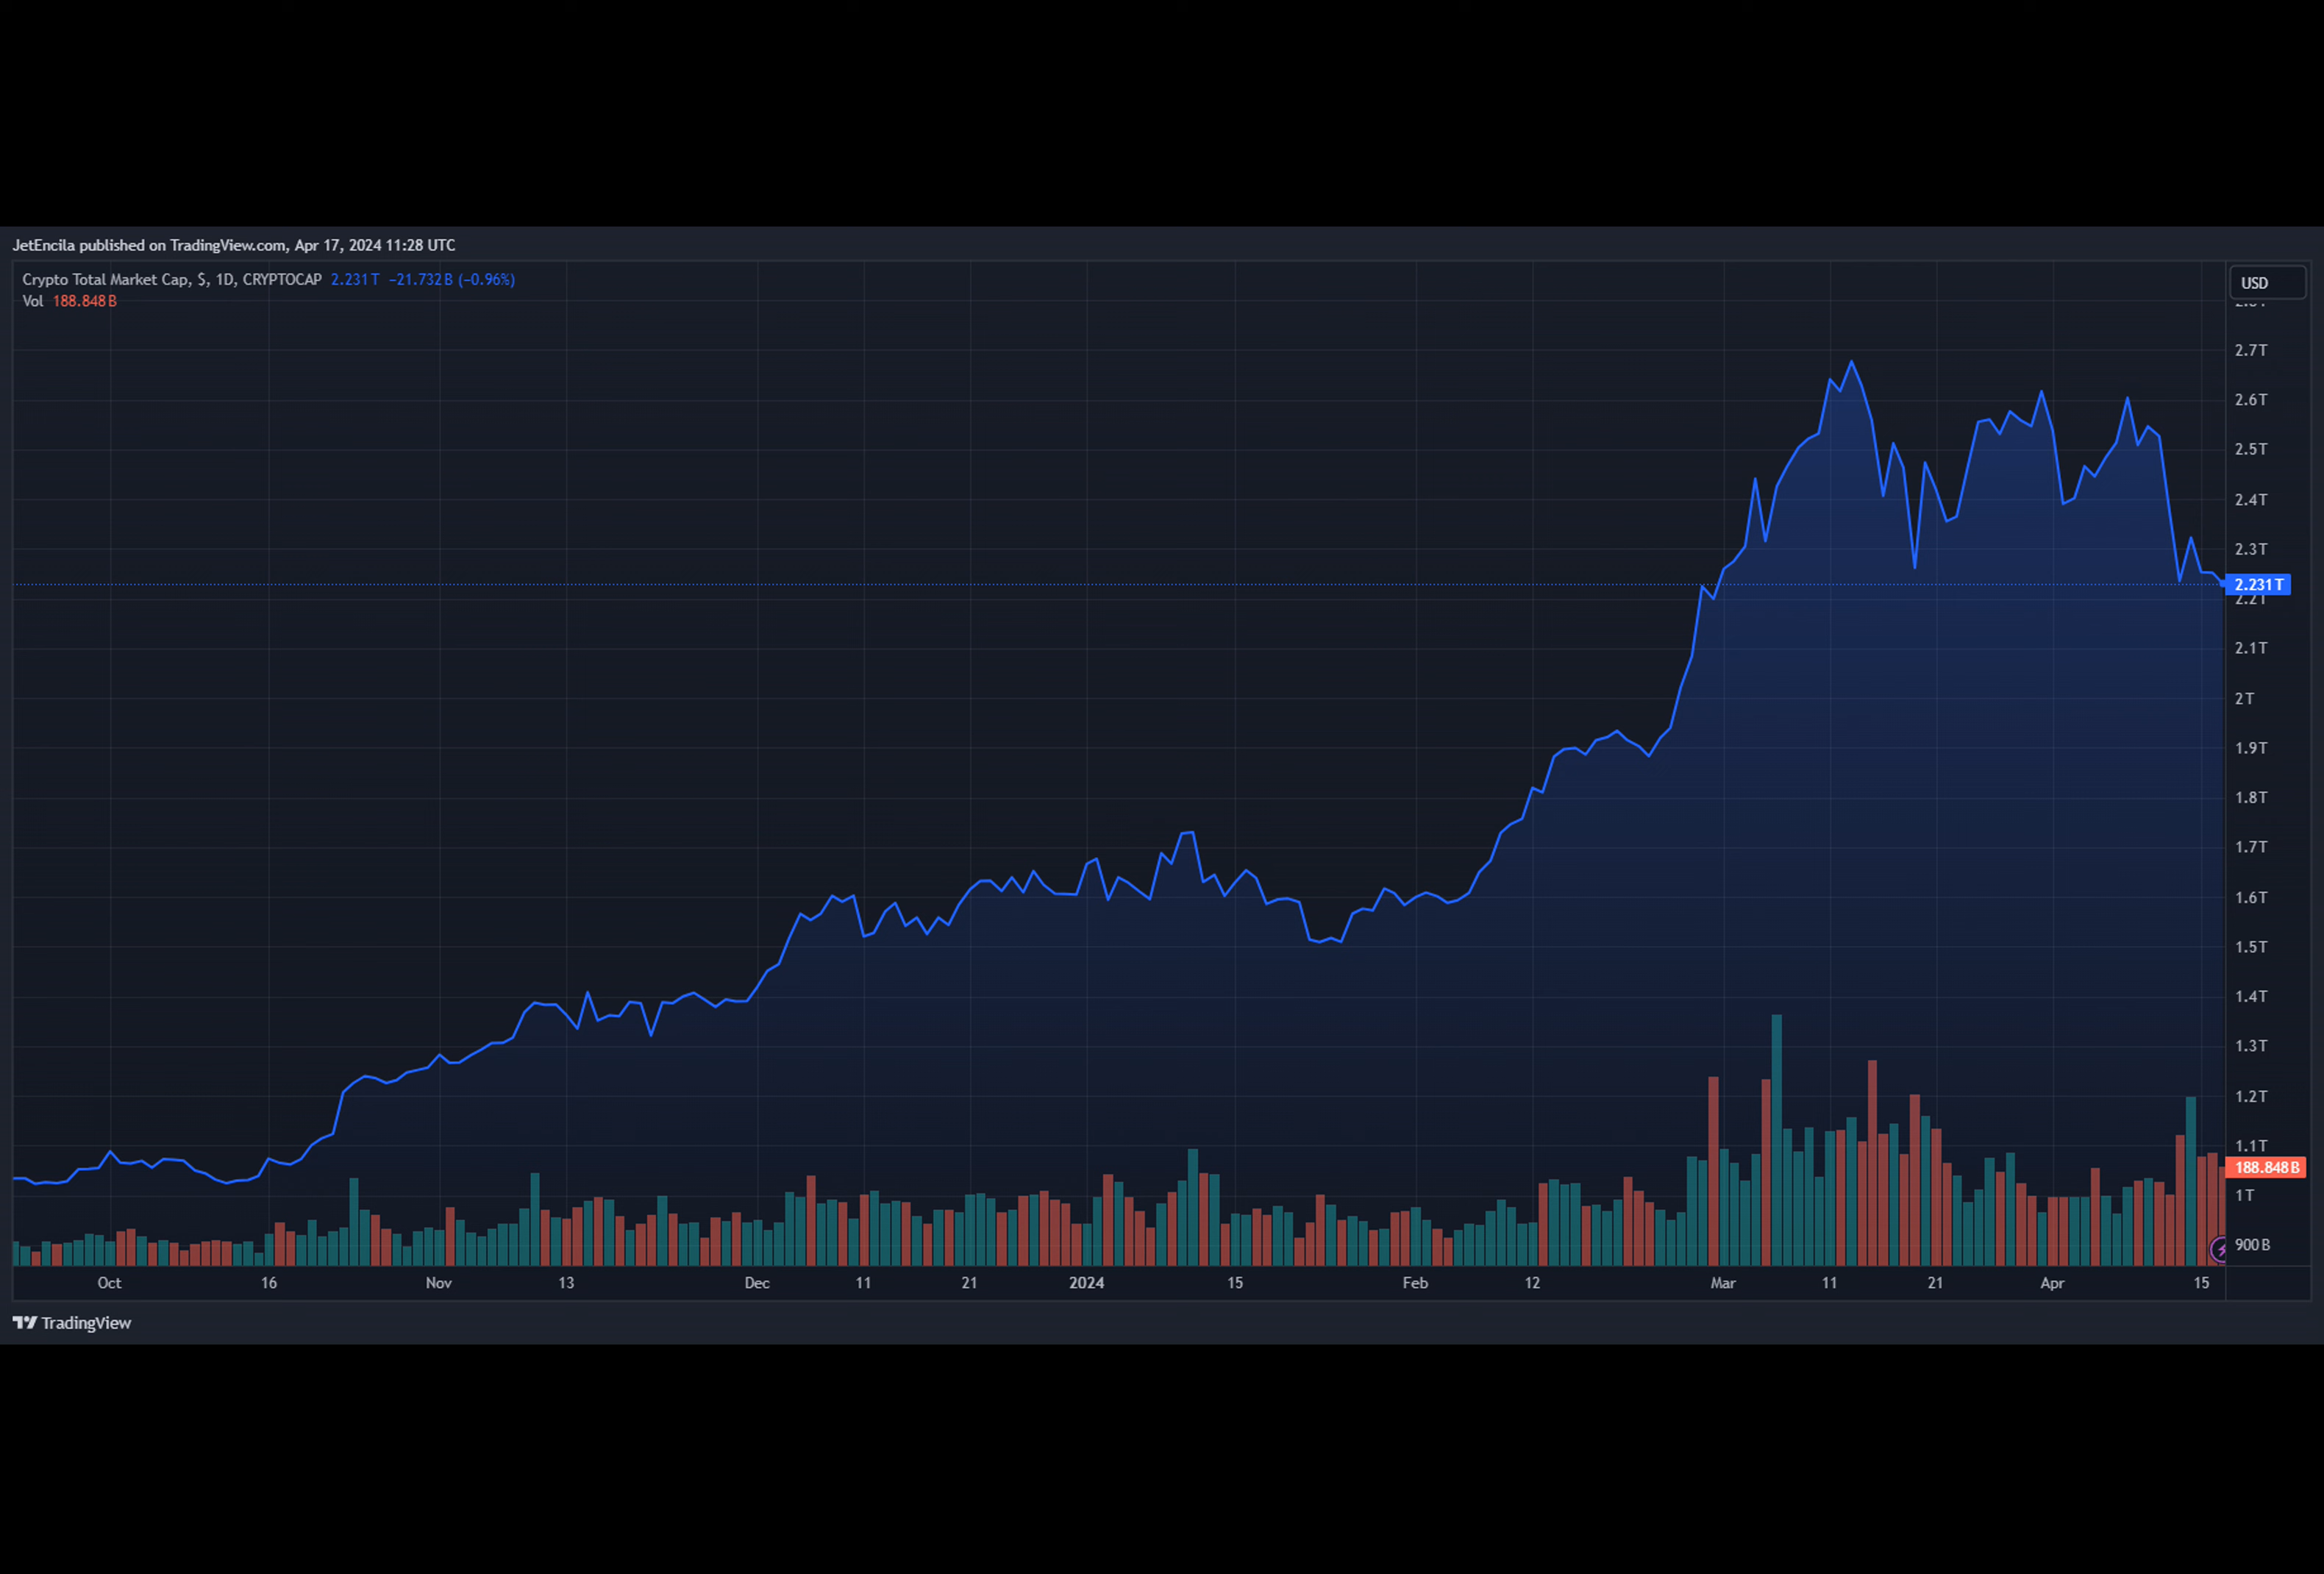 JetEncila published on TradingView.com, Apr 17, 2024 11:28 UTC
Crypto Total Market Cap, $, 1D, CRYPTOCAP 2.231 T −21.732 B (−0.96%)
Vol 188.848 B
USD
2.7T
2.6T
2.5T
2.4T
2.3T
2.231 T
2.2T
2.1T
2T
1.9T
1.8T
1.7T
1.6T
1.5T
1.4T
1.3T
1.2T
1.1T
188.848 B
1T
900 B
Oct 16 Nov 13 Dec 11 21 2024 15 Feb 12 Mar 11 21 Apr 15
TradingView